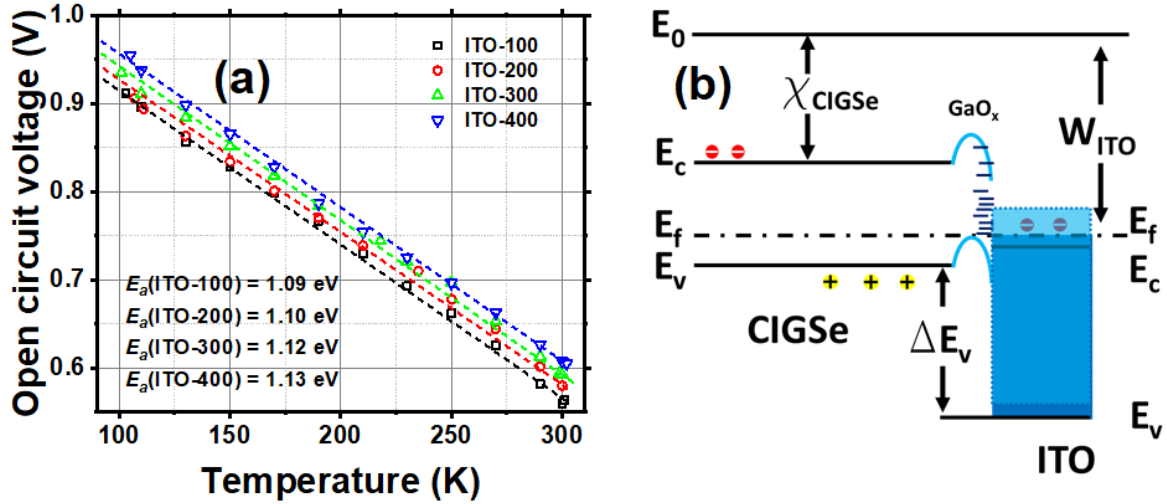 Open circuit voltage (V)
1.0
0.9
0.8
0.7
0.6
(a)
ITO-100
ITO-200
ITO-300
ITO-400
Ea(ITO-100) = 1.09 eV
Ea(ITO-200) = 1.10 eV
Ea(ITO-300) = 1.12 eV
Ea(ITO-400) = 1.13 eV
100 150 200 250 300
Temperature (K)
(b)
E0
χCIGSe
GaOx
WITO
Ec
Ef
Ef
Ev
Ec
CIGSe
ΔEv
Ev
ITO